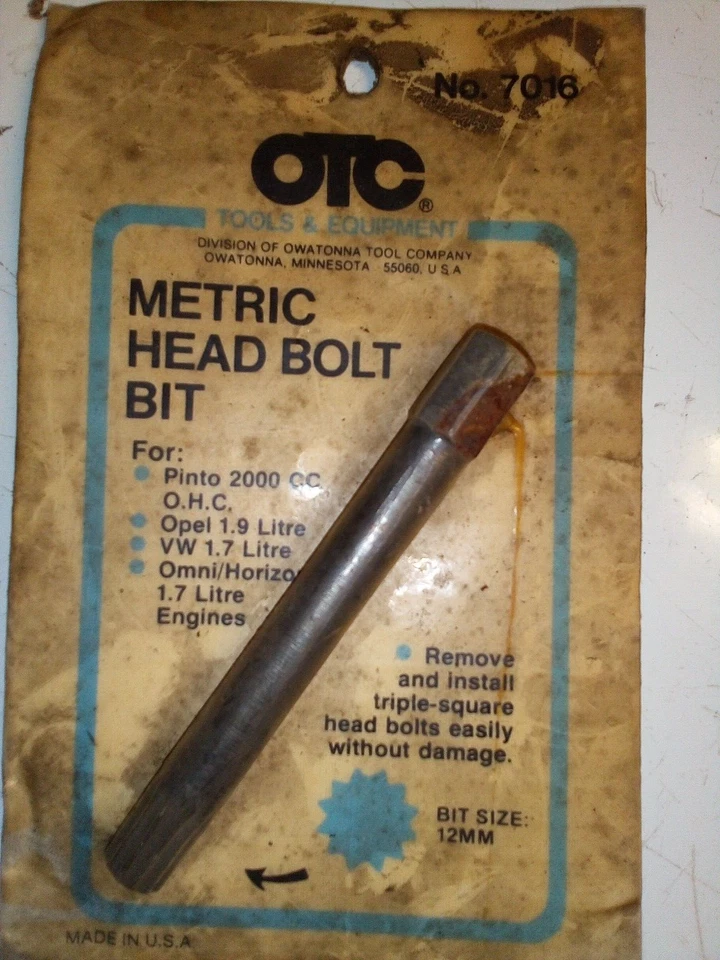 No. 7016
OTC®
TOOLS & EQUIPMENT
DIVISION OF OWATONNA TOOL COMPANY
OWATONNA, MINNESOTA 55060, U.S.A
METRIC
HEAD BOLT
BIT
For:
Pinto 2000 CC
O.H.C.
Opel 1.9 Litre
VW 1.7 Litre
Omni/Horizo
1.7 Litre
Engines
Remove
and install
triple-square
head bolts easily
without damage.
BIT SIZE:
12MM
MADE IN U.S.A